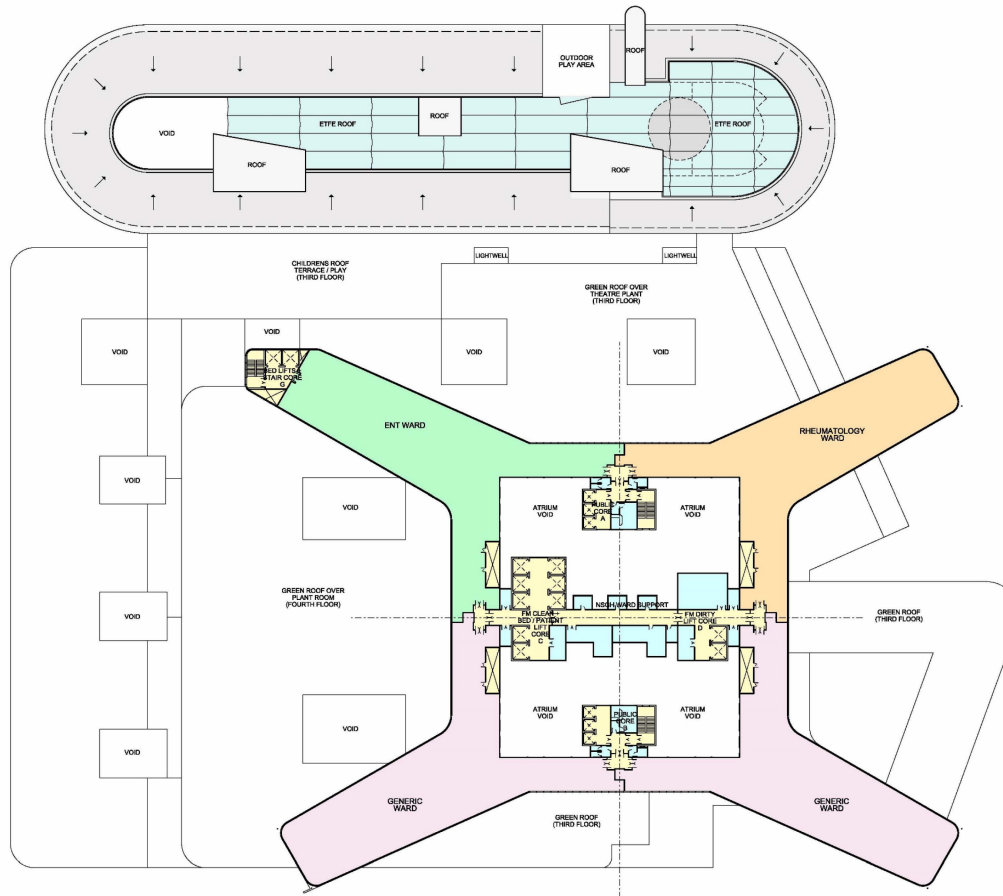 OUTDOOR
PLAY AREA
ROOF
VOID
ETFE ROOF
ROOF
ETFE ROOF
ROOF
ROOF
CHILDRENS ROOF
TERRACE / PLAY
(THIRD FLOOR)
LIGHTWELL
LIGHTWELL
GREEN ROOF OVER
THEATRE PLANT
(THIRD FLOOR)
VOID
VOID
VOID
VOID
BED LIFTS &
STAIR CORE
G
ENT WARD
RHEUMATOLOGY
WARD
VOID
VOID
ATRIUM
VOID
PUBLIC
CORE
A
ATRIUM
VOID
GREEN ROOF OVER
PLANT ROOM
(FOURTH FLOOR)
VOID
FM CLEAN
BED / PATIENT
LIFT
CORE
C
NSGH WARD SUPPORT
FM DIRTY
LIFT CORE
D
GREEN ROOF
(THIRD FLOOR)
VOID
VOID
ATRIUM
VOID
PUBLIC
CORE
B
ATRIUM
VOID
GENERIC
WARD
GENERIC
WARD
GREEN ROOF
(THIRD FLOOR)